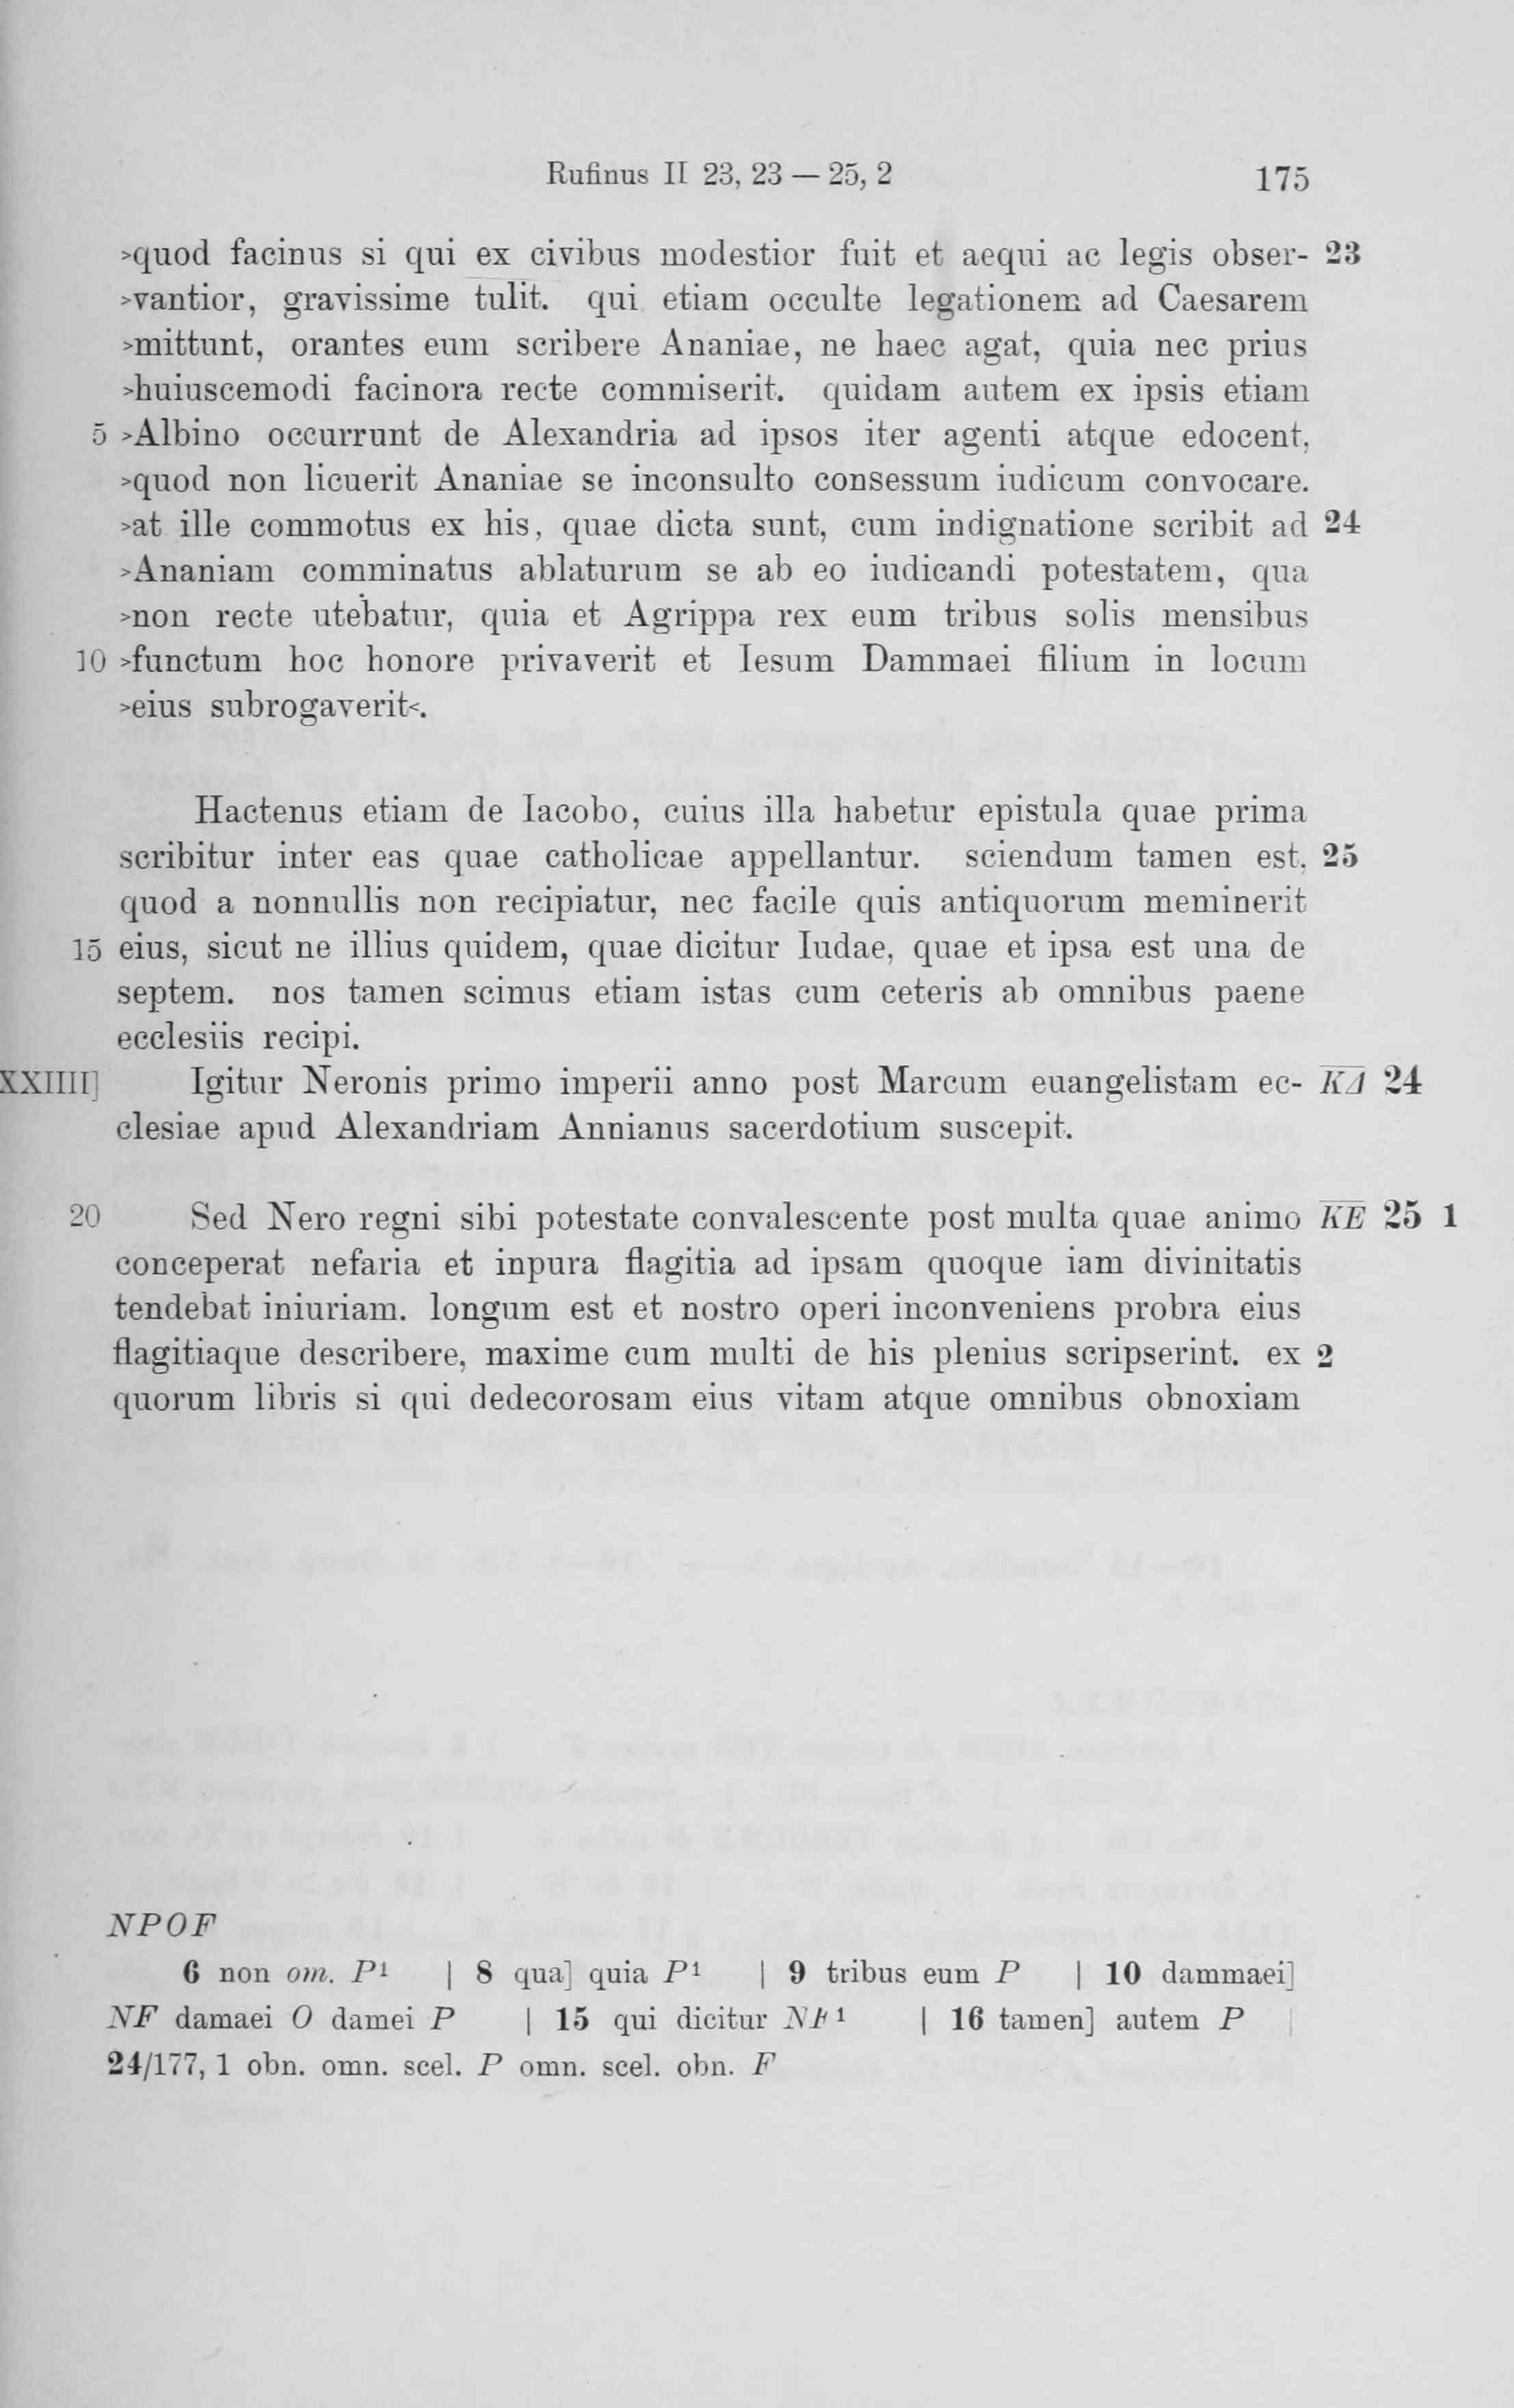 Rufinus II 23, 23 — 25, 2 175
>quod facinus si qui ex civibus modestior fuit et aequi ac legis obser- 23
>vantior, gravissime tulit. qui etiam occulte legationem ad Caesarem
>mittunt, orantes eum scribere Ananiae, ne haec agat, quia nec prius
>huiuscemodi facinora recte commiserit. quidam autem ex ipsis etiam
5 >Albino occurrunt de Alexandria ad ipsos iter agenti atque edocent,
>quod non licuerit Ananiae se inconsulto consessum iudicum convocare.
>at ille commotus ex his, quae dicta sunt, cum indignatione scribit ad 24
>Ananiam comminatus ablaturum se ab eo iudicandi potestatem, qua
>non recte utebatur, quia et Agrippa rex eum tribus solis mensibus
10 >functum hoc honore privaverit et Iesum Dammaei filium in locum
>eius subrogaverit<.
Hactenus etiam de Iacobo, cuius illa habetur epistula quae prima
scribitur inter eas quae catholicae appellantur. sciendum tamen est, 25
quod a nonnullis non recipiatur, nec facile quis antiquorum meminerit
15 eius, sicut ne illius quidem, quae dicitur Iudae, quae et ipsa est una de
septem. nos tamen scimus etiam istas cum ceteris ab omnibus paene
ecclesiis recipi.
XXIIII] Igitur Neronis primo imperii anno post Marcum euangelistam ec- ΚΔ 24
clesiae apud Alexandriam Annianus sacerdotium suscepit.
20 Sed Nero regni sibi potestate convalescente post multa quae animo ΚΕ 25 1
conceperat nefaria et inpura flagitia ad ipsam quoque iam divinitatis
tendebat iniuriam. longum est et nostro operi inconveniens probra eius
flagitiaque describere, maxime cum multi de his plenius scripserint. ex 2
quorum libris si qui dedecorosam eius vitam atque omnibus obnoxiam
NPOF
6 non om. P¹ | 8 qua] quia P¹ | 9 tribus eum P | 10 dammaei]
NF damaei O damei P | 15 qui dicitur NF¹ | 16 tamen] autem P |
24/177, 1 obn. omn. scel. P omn. scel. obn. F